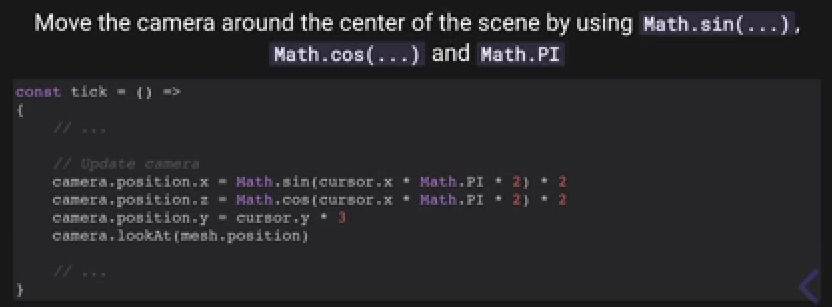 Move the camera around the center of the scene by using Math.sin(...),
Math.cos(...) and Math.PI
const tick = () =>
{
// ...
// Update camera
camera.position.x = Math.sin(cursor.x * Math.PI * 2) * 2
camera.position.z = Math.cos(cursor.x * Math.PI * 2) * 2
camera.position.y = cursor.y * 3
camera.lookAt(mesh.position)
// ...
}